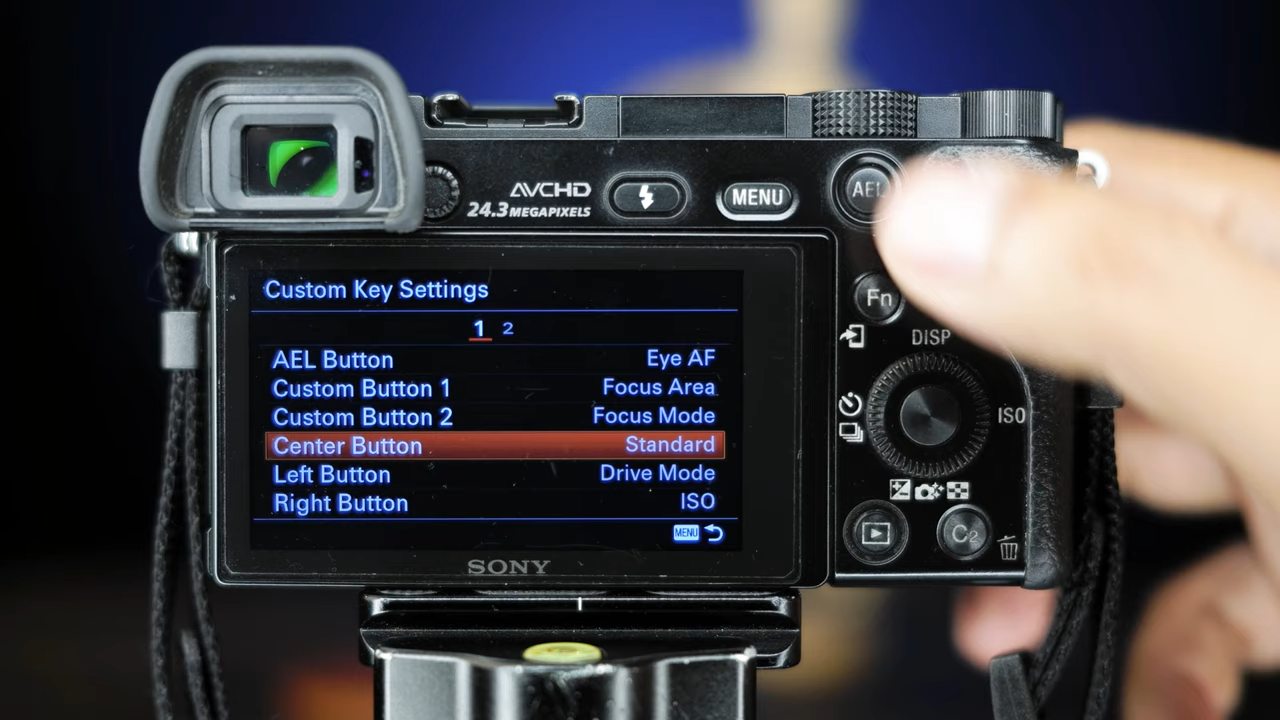 AVCHD
24.3 MEGAPIXELS
MENU
AEL
Fn
DISP
ISO
C2
Custom Key Settings
1 2
AEL Button Eye AF
Custom Button 1 Focus Area
Custom Button 2 Focus Mode
Center Button Standard
Left Button Drive Mode
Right Button ISO
MENU
SONY